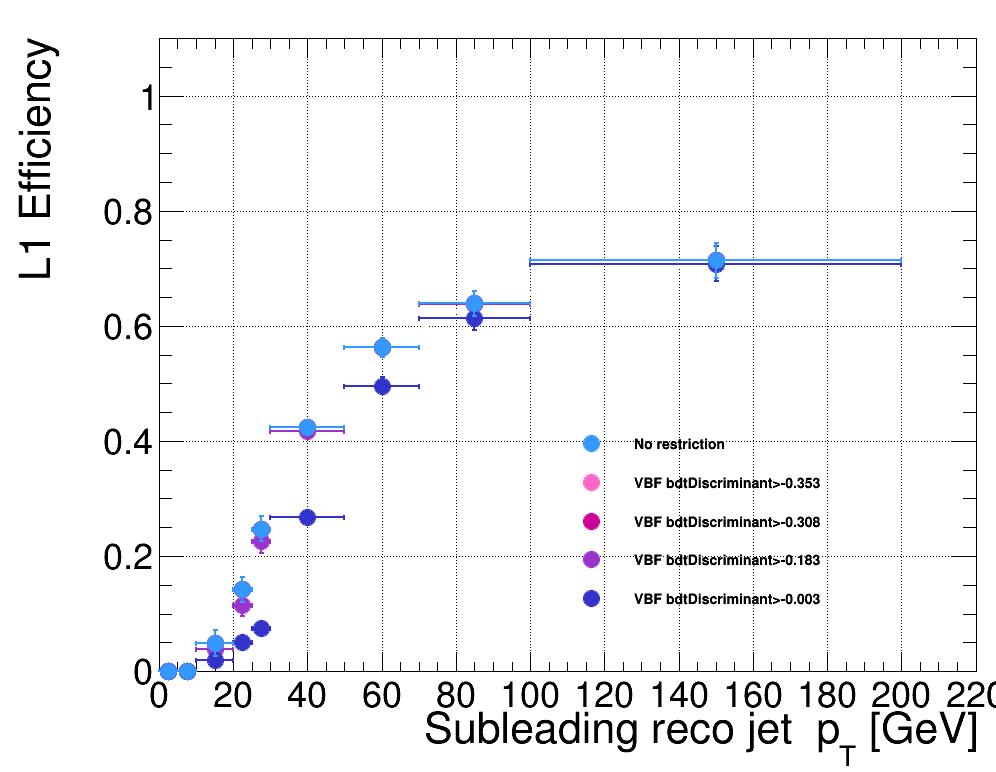 L1 Efficiency
1
0.8
0.6
0.4
0.2
0
No restriction
VBF bdtDiscriminant>-0.353
VBF bdtDiscriminant>-0.308
VBF bdtDiscriminant>-0.183
VBF bdtDiscriminant>-0.003
0 20 40 60 80 100 120 140 160 180 200 220
Subleading reco jet p_T [GeV]